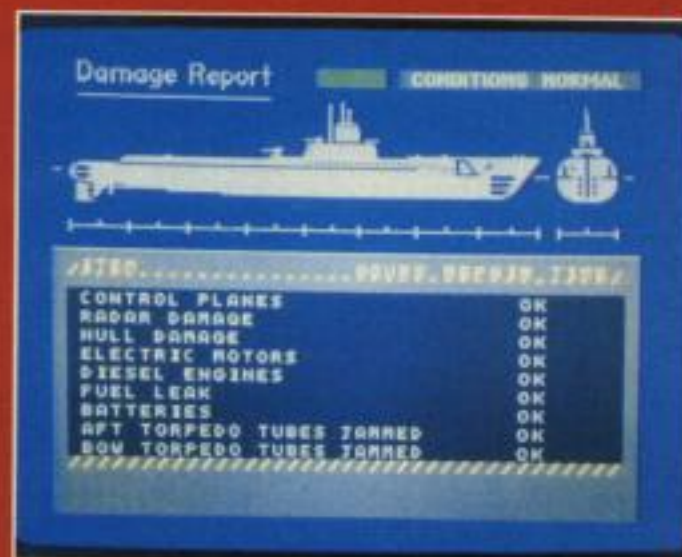 Damage Report
CONDITIONS NORMAL
CONTROL PLANES OK
RADAR DAMAGE OK
HULL DAMAGE OK
ELECTRIC MOTORS OK
DIESEL ENGINES OK
FUEL LEAK OK
BATTERIES OK
AFT TORPEDO TUBES JAMMED OK
BOW TORPEDO TUBES JAMMED OK